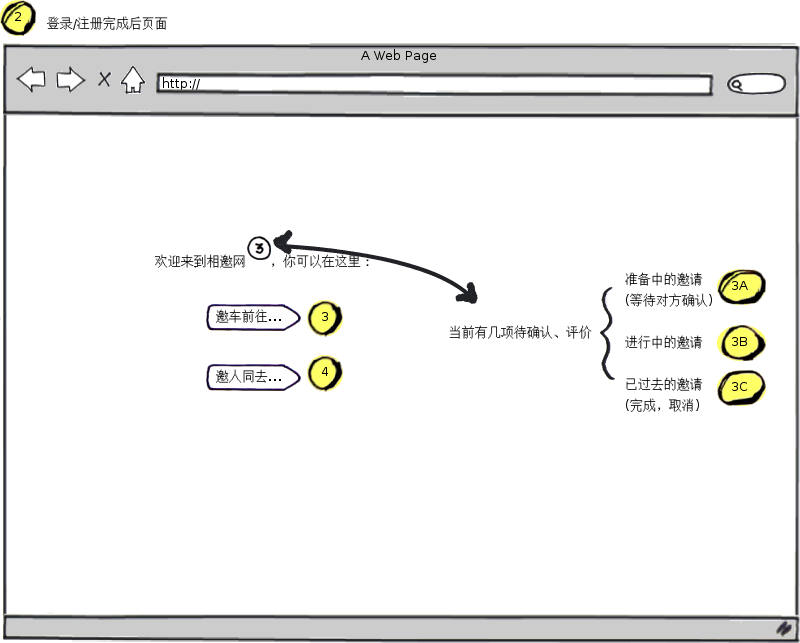 2 登录/注册完成后页面
A Web Page
http://
3
欢迎来到相邀网 ，你可以在这里：
邀车前往... 3
邀人同去... 4
当前有几项待确认、评价
准备中的邀请 3A
(等待对方确认)
进行中的邀请 3B
已过去的邀请 3C
(完成，取消)